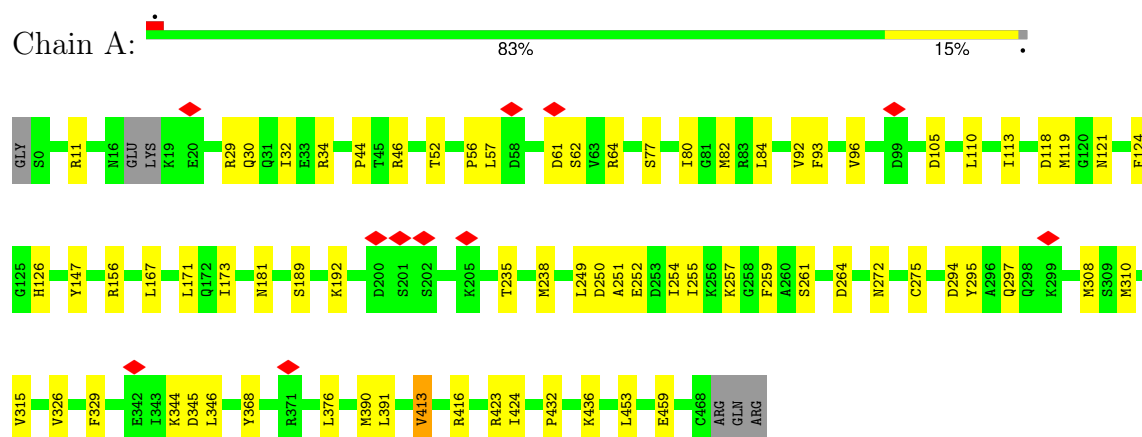 Chain A:
83% 15%
GLY S0 R11 N16 GLU LYS K19 E20 R29 Q30 Q31 I32 E33 R34 P44 T45 R46 T52 P56 L57 D58 D61 S62 V63 R64 S77 I80 G81 M82 R83 L84 V92 F93 V96 D99 D105 L110 I113 D118 M119 G120 N121 F124
G125 H126 Y147 R156 L167 L171 Q172 I173 N181 S189 K192 D200 S201 S202 K205 T235 M238 L249 D250 A251 E252 D253 I254 I255 K256 K257 G258 F259 A260 S261 D264 N272 C275 D294 Y295 A296 Q297 Q298 K299 M308 S309 M310
V315 V326 F329 E342 I343 K344 D345 L346 Y368 R371 L376 M390 L391 V413 R416 R423 I424 P432 K436 L453 E459 C468 ARG GLN ARG